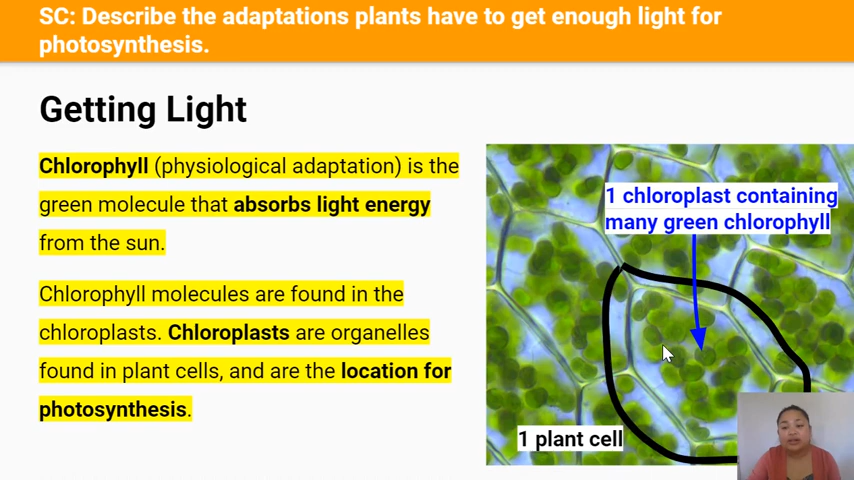 SC: Describe the adaptations plants have to get enough light for
photosynthesis.
Getting Light
Chlorophyll (physiological adaptation) is the
green molecule that absorbs light energy
from the sun.
Chlorophyll molecules are found in the
chloroplasts. Chloroplasts are organelles
found in plant cells, and are the location for
photosynthesis.
1 chloroplast containing
many green chlorophyll
1 plant cell